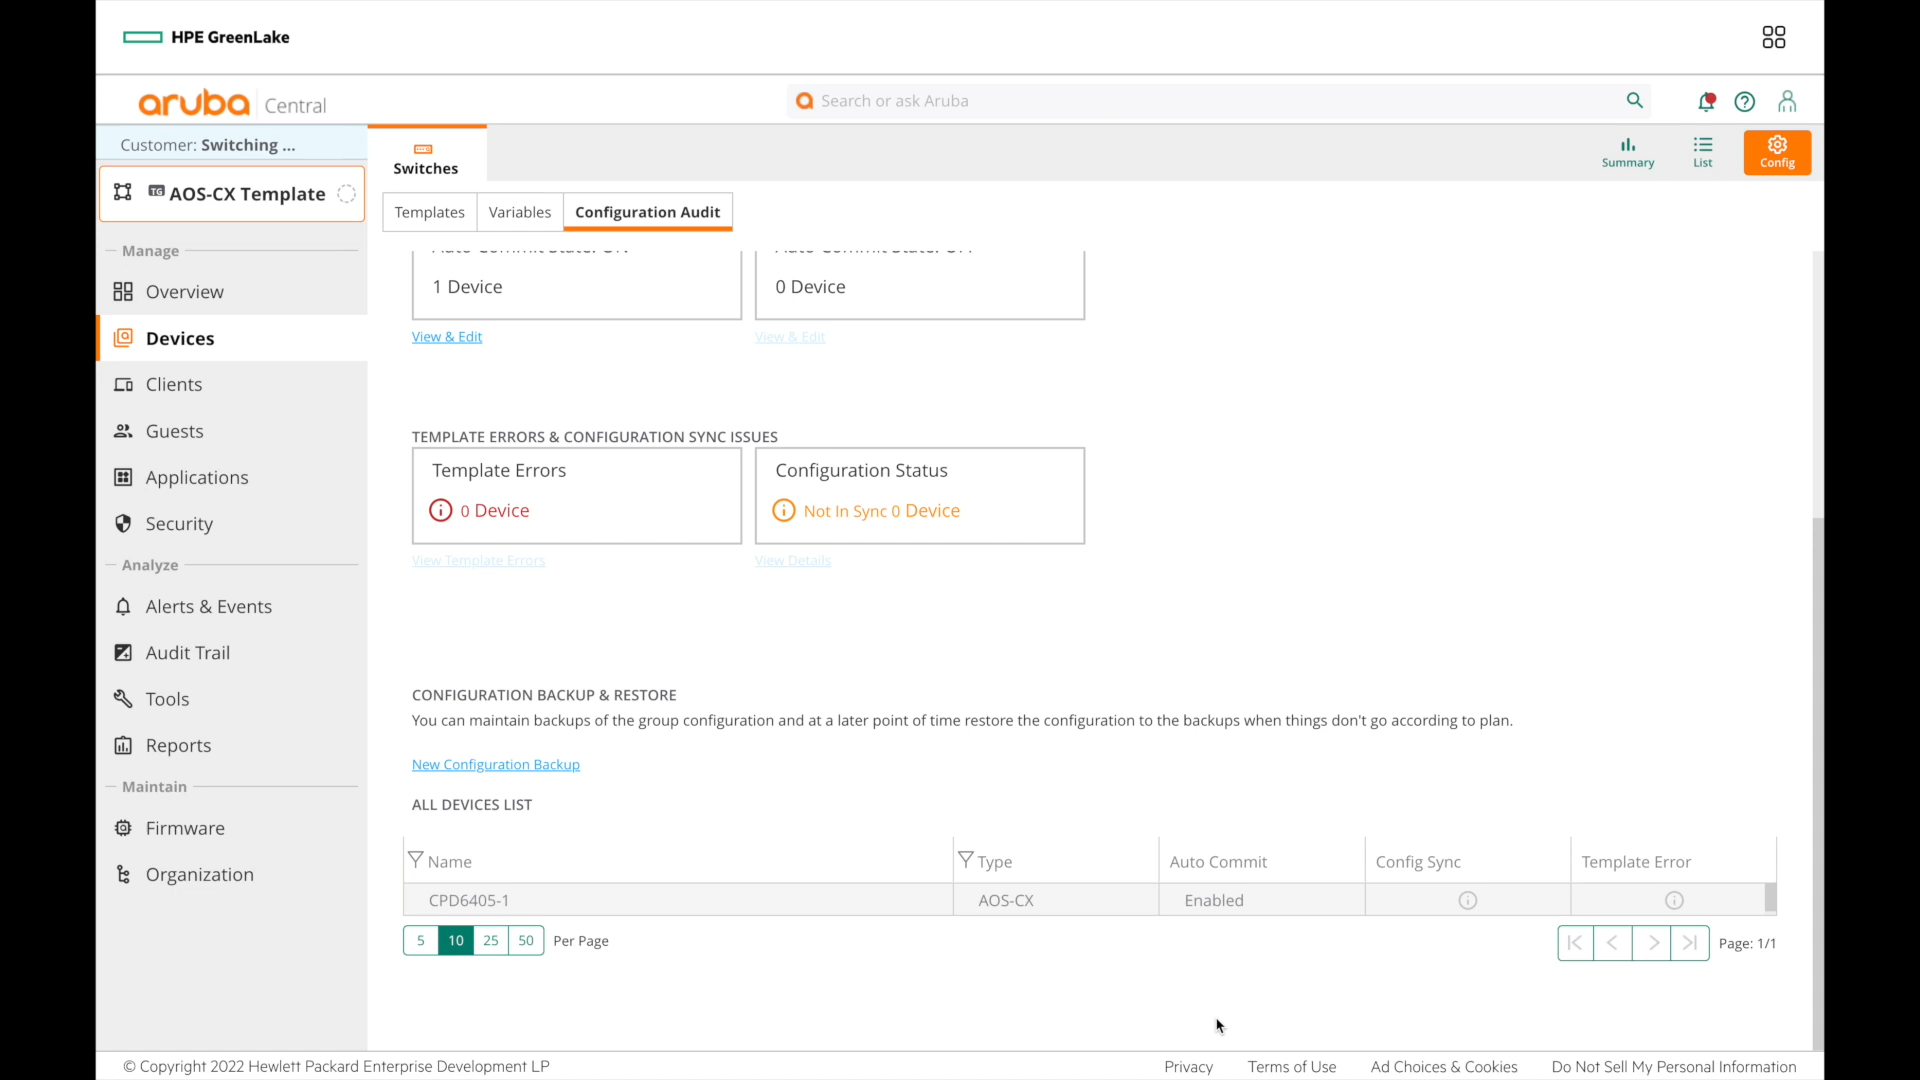 HPE GreenLake
aruba Central
Search or ask Aruba
Customer: Switching ...
Switches
Summary
List
Config
TG AOS-CX Template
Templates
Variables
Configuration Audit
Manage
Overview
Devices
Clients
Guests
Applications
Security
Analyze
Alerts & Events
Audit Trail
Tools
Reports
Maintain
Firmware
Organization
1 Device
0 Device
View & Edit
View & Edit
TEMPLATE ERRORS & CONFIGURATION SYNC ISSUES
Template Errors
0 Device
Configuration Status
Not In Sync 0 Device
View Template Errors
View Details
CONFIGURATION BACKUP & RESTORE
You can maintain backups of the group configuration and at a later point of time restore the configuration to the backups when things don't go according to plan.
New Configuration Backup
ALL DEVICES LIST
Name Type Auto Commit Config Sync Template Error
CPD6405-1 AOS-CX Enabled
5 10 25 50 Per Page
Page: 1/1
© Copyright 2022 Hewlett Packard Enterprise Development LP
Privacy Terms of Use Ad Choices & Cookies Do Not Sell My Personal Information